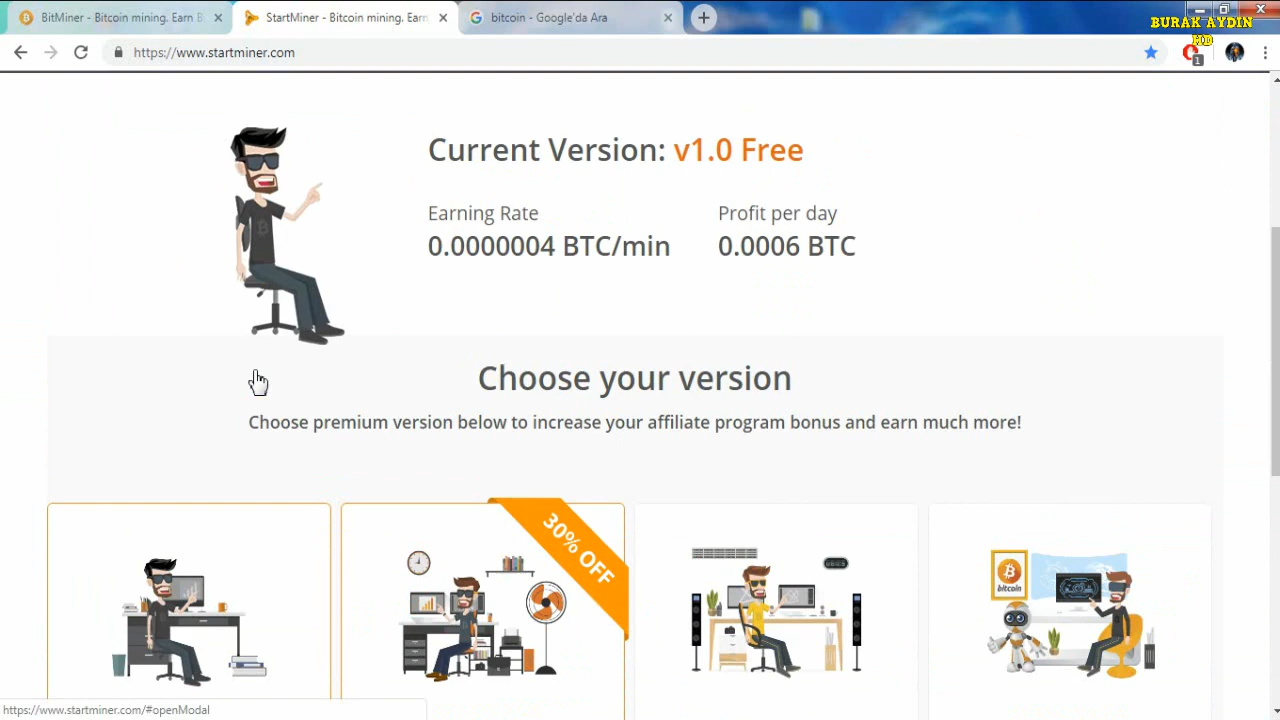 BitMiner - Bitcoin mining. Earn B
StartMiner - Bitcoin mining. Earn
bitcoin - Google'da Ara
BURAK AYDIN
HD
https://www.startminer.com
1
Current Version: v1.0 Free
Earning Rate
Profit per day
0.0000004 BTC/min
0.0006 BTC
Choose your version
Choose premium version below to increase your affiliate program bonus and earn much more!
30% OFF
bitcoin
https://www.startminer.com/#openModal